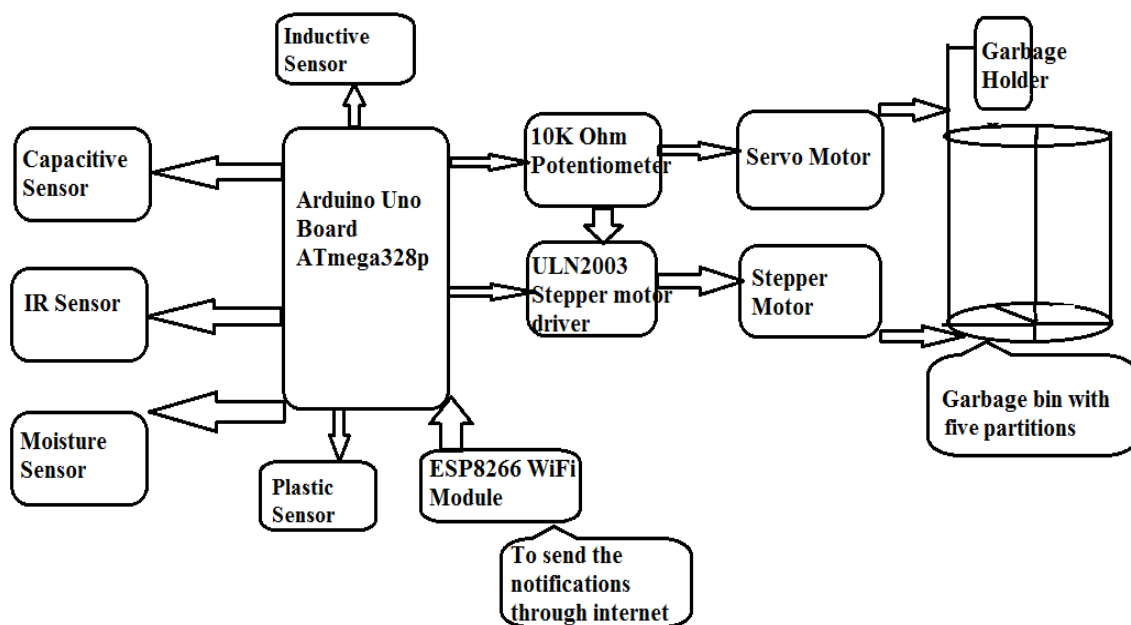 Inductive
Sensor
Garbage
Holder
10K Ohm
Potentiometer
Servo Motor
Capacitive
Sensor
Arduino Uno
Board
ATmega328p
IR Sensor
ULN2003
Stepper motor
driver
Stepper
Motor
Garbage bin with
five partitions
Moisture
Sensor
Plastic
Sensor
ESP8266 WiFi
Module
To send the
notifications
through internet